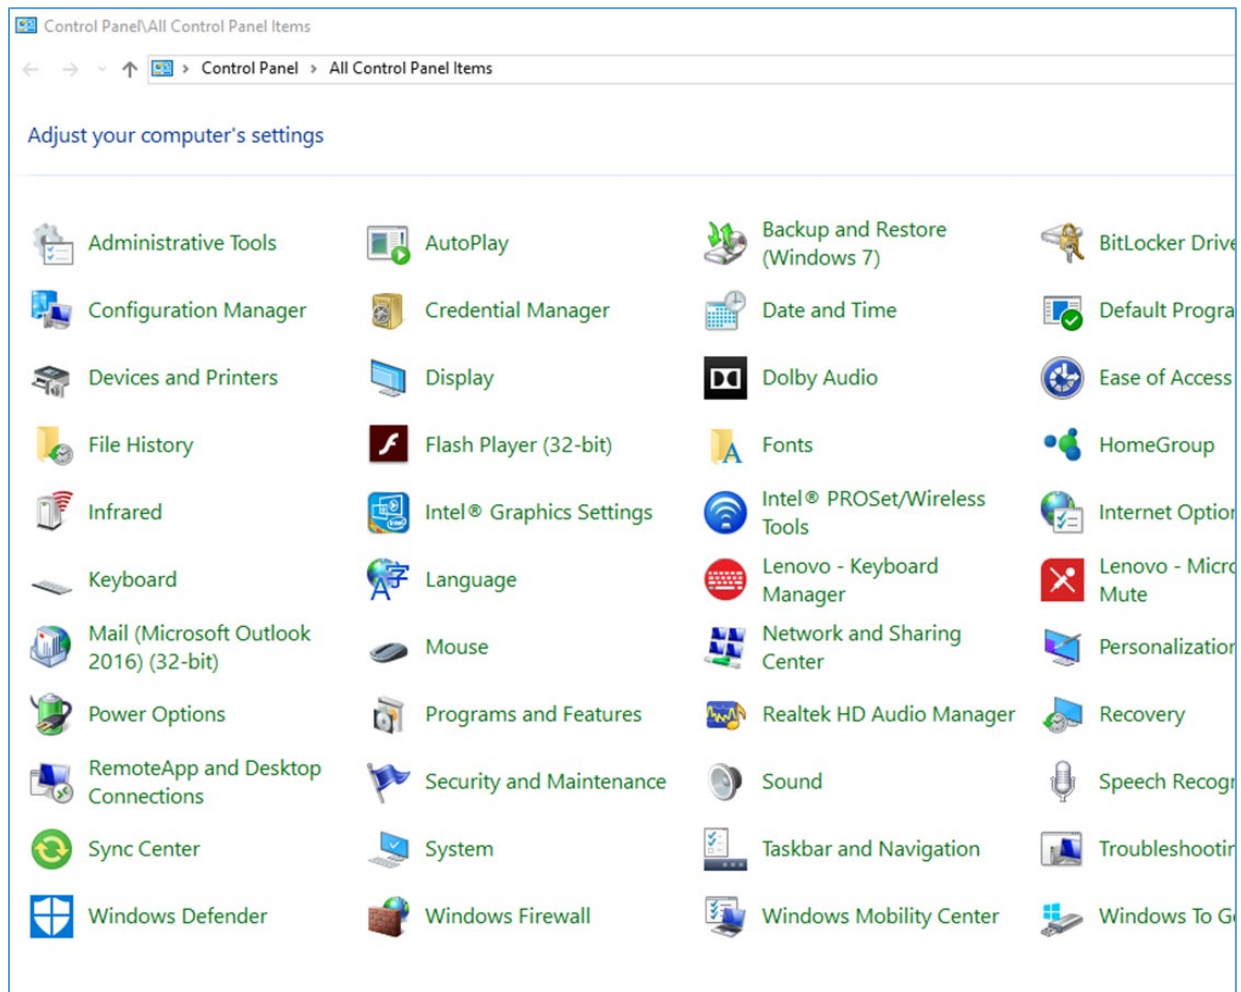 Control Panel\All Control Panel Items
Control Panel > All Control Panel Items
Adjust your computer's settings
Administrative Tools
AutoPlay
Backup and Restore
(Windows 7)
BitLocker Drive
Configuration Manager
Credential Manager
Date and Time
Default Progra
Devices and Printers
Display
Dolby Audio
Ease of Access
File History
Flash Player (32-bit)
Fonts
HomeGroup
Infrared
Intel® Graphics Settings
Intel® PROSet/Wireless
Tools
Internet Option
Keyboard
Language
Lenovo - Keyboard
Manager
Lenovo - Micro
Mute
Mail (Microsoft Outlook
2016) (32-bit)
Mouse
Network and Sharing
Center
Personalization
Power Options
Programs and Features
Realtek HD Audio Manager
Recovery
RemoteApp and Desktop
Connections
Security and Maintenance
Sound
Speech Recogn
Sync Center
System
Taskbar and Navigation
Troubleshootin
Windows Defender
Windows Firewall
Windows Mobility Center
Windows To G